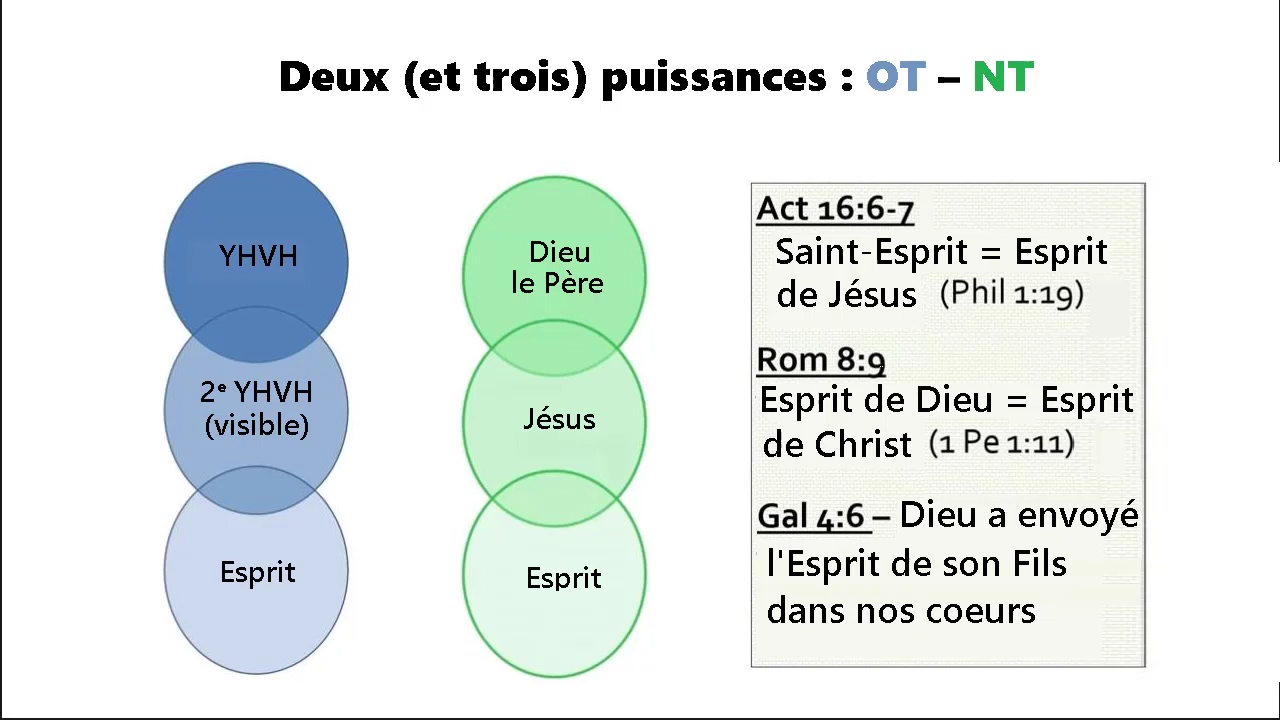 Deux (et trois) puissances : OT – NT
YHVH
2e YHVH
(visible)
Esprit
Dieu
le Père
Jésus
Esprit
Act 16:6-7
Saint-Esprit = Esprit
de Jésus (Phil 1:19)
Rom 8:9
Esprit de Dieu = Esprit
de Christ (1 Pe 1:11)
Gal 4:6 – Dieu a envoyé
l'Esprit de son Fils
dans nos coeurs